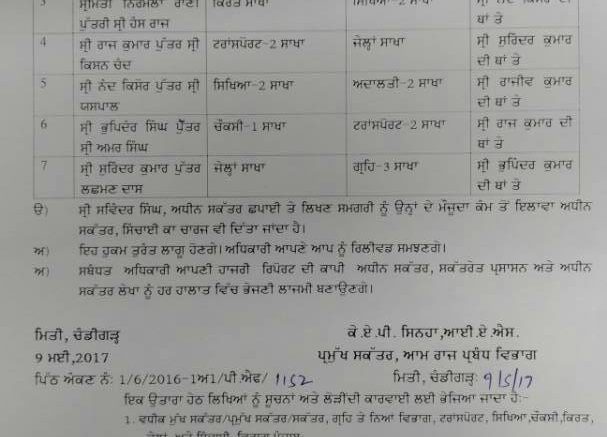 3 ਸ੍ਰੀਮਤੀ ਨਿਰਮਲਾ ਰਾਣੀ ਕਿਰਤ ਸਾਖਾ
ਪੁੱਤਰੀ ਸ੍ਰੀ ਹੰਸ ਰਾਜ ਥਾਂ ਤੇ
4 ਸ੍ਰੀ ਰਾਜ ਕੁਮਾਰ ਪੁੱਤਰ ਸ੍ਰੀ ਟਰਾਂਸਪੋਰਟ-2 ਸਾਖਾ ਜੇਲ੍ਹਾਂ ਸਾਖਾ ਸ੍ਰੀ ਸੁਰਿੰਦਰ ਕੁਮਾਰ
ਕਿਸਨ ਚੰਦ ਦੀ ਥਾਂ ਤੇ
5 ਸ੍ਰੀ ਨੰਦ ਕਿਸੋਰ ਪੁੱਤਰ ਸ੍ਰੀ ਸਿਖਿਆ-2 ਸਾਖਾ ਅਦਾਲਤੀ-2 ਸਾਖਾ ਸ੍ਰੀ ਰਾਜੀਵ ਕੁਮਾਰ
ਯਸਪਾਲ ਦੀ ਥਾਂ ਤੇ
6 ਸ੍ਰੀ ਭੁਪਿੰਦਰ ਸਿੰਘ ਪੁੱਤਰ ਚੌਕਸੀ-1 ਸਾਖਾ ਟਰਾਂਸਪੋਰਟ-2 ਸਾਖਾ ਸ੍ਰੀ ਰਾਜ ਕੁਮਾਰ ਦੀ
ਸ੍ਰੀ ਅਮਰ ਸਿੰਘ ਥਾਂ ਤੇ
7 ਸ੍ਰੀ ਸੁਰਿੰਦਰ ਕੁਮਾਰ ਪੁੱਤਰ ਜੇਲ੍ਹਾਂ ਸਾਖਾ ਗ੍ਰਹਿ-3 ਸਾਖਾ ਸ੍ਰੀ ਭੁਪਿੰਦਰ ਕੁਮਾਰ
ਲਛਮਣ ਦਾਸ ਦੀ ਥਾਂ ਤੇ
ੳ) ਸ੍ਰੀ ਸਵਿੰਦਰ ਸਿੰਘ, ਅਧੀਨ ਸਕੱਤਰ ਛਪਾਈ ਤੇ ਲਿਖਣ ਸਮਗਰੀ ਨੂੰ ਉਨ੍ਹਾਂ ਦੇ ਮੌਜੂਦਾ ਕੰਮ ਤੋਂ ਇਲਾਵਾ ਅਧੀਨ
ਸਕੱਤਰ, ਸਿੰਚਾਈ ਕਾ ਚਾਰਜ ਵੀ ਦਿੱਤਾ ਜਾਂਦਾ ਹੈ।
ਅ) ਇਹ ਹੁਕਮ ਤੁਰੰਤ ਲਾਗੂ ਹੋਣਗੇ। ਅਧਿਕਾਰੀ ਆਪਣੇ ਆਪ ਨੂੰ ਰਿਲੀਵਡ ਸਮਝਣਗੇ।
ਅ) ਸਬੰਧਤ ਅਧਿਕਾਰੀ ਆਪਣੀ ਹਾਜਰੀ ਰਿਪੋਰਟ ਦੀ ਕਾਪੀ ਅਧੀਨ ਸਕੱਤਰ, ਸਕੱਤਰੇਤ ਪ੍ਰਸਾਸਨ ਅਤੇ ਅਧੀਨ
ਸਕੱਤਰ ਲੇਖਾ ਨੂੰ ਹਰ ਹਾਲਾਤ ਵਿੱਚ ਭੇਜਣੀ ਲਾਜਮੀ ਬਣਾਉਣਗੇ।
ਮਿਤੀ, ਚੰਡੀਗੜ੍ਹ ਕੇ.ਏ.ਪੀ. ਸਿਨਹਾ,ਆਈ.ਏ.ਐਸ.
9 ਮਈ,2017 ਪ੍ਰਮੁੱਖ ਸਕੱਤਰ, ਆਮ ਰਾਜ ਪ੍ਰਬੰਧ ਵਿਭਾਗ
ਪਿੱਠ ਅੰਕਣ ਨੰ: 1/6/2016-1ਅ1/ਪੀ.ਐਫ/ 1152 ਮਿਤੀ, ਚੰਡੀਗੜ੍ਹ: 9/5/17
ਇਕ ਉਤਾਰਾ ਹੇਠ ਲਿਖਿਆਂ ਨੂੰ ਸੂਚਨਾਂ ਅਤੇ ਲੋੜੀਂਦੀ ਕਾਰਵਾਈ ਲਈ ਭੇਜਿਆ ਜਾਂਦਾ ਹੈ:-
1. ਵਧੀਕ ਮੁੱਖ ਸਕੱਤਰ/ਪ੍ਰਮੁੱਖ ਸਕੱਤਰ/ਸਕੱਤਰ, ਗ੍ਰਹਿ ਤੇ ਨਿਆਂ ਵਿਭਾਗ, ਟਰਾਂਸਪੋਰਟ, ਸਿਖਿਆ,ਚੌਕਸੀ,ਕਿਰਤ,